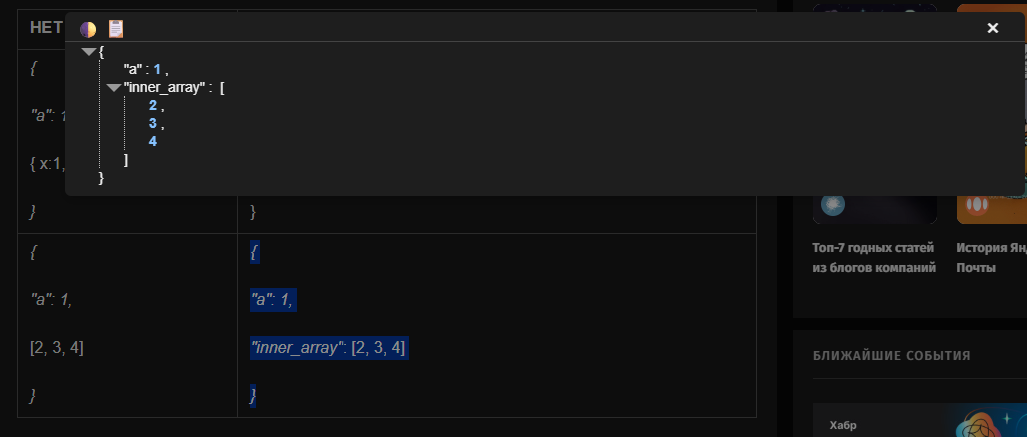 НЕТ
{
"a" : 1 ,
"inner_array" : [
2 ,
3 ,
4
]
}
{
"a": 1
{ x:1,
}
}
{
"a": 1,
[2, 3, 4]
}
{
"a": 1,
"inner_array": [2, 3, 4]
}
Топ-7 годных статей
из блогов компаний
История Ян
Почты
БЛИЖАЙШИЕ СОБЫТИЯ
Хабр